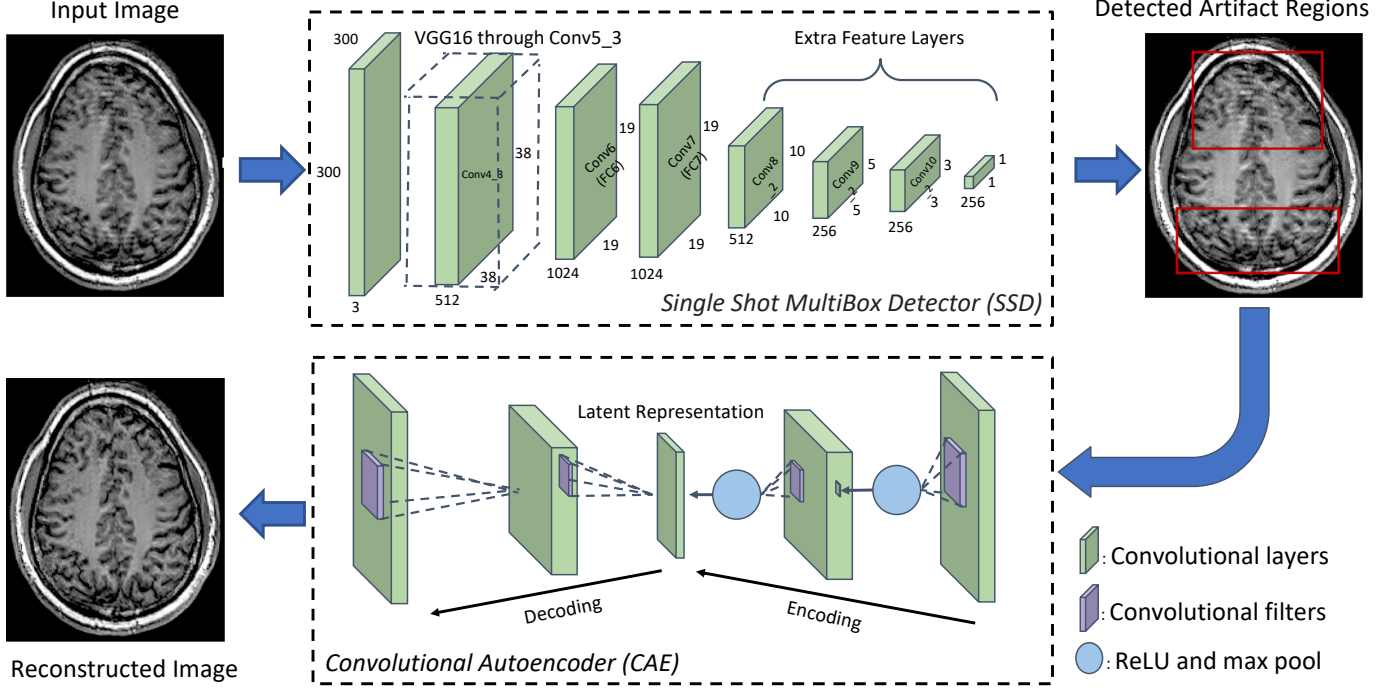 Input Image
Detected Artifact Regions
VGG16 through Conv5_3
Extra Feature Layers
300
300
3
Conv4_3
38
38
512
Conv6
(FC6)
19
19
1024
Conv7
(FC7)
19
19
1024
Conv8
_2
10
10
512
Conv9
_2
5
5
256
Conv10
_2
3
3
256
1
1
256
Single Shot MultiBox Detector (SSD)
Latent Representation
Decoding
Encoding
Convolutional Autoencoder (CAE)
Reconstructed Image
: Convolutional layers
: Convolutional filters
: ReLU and max pool